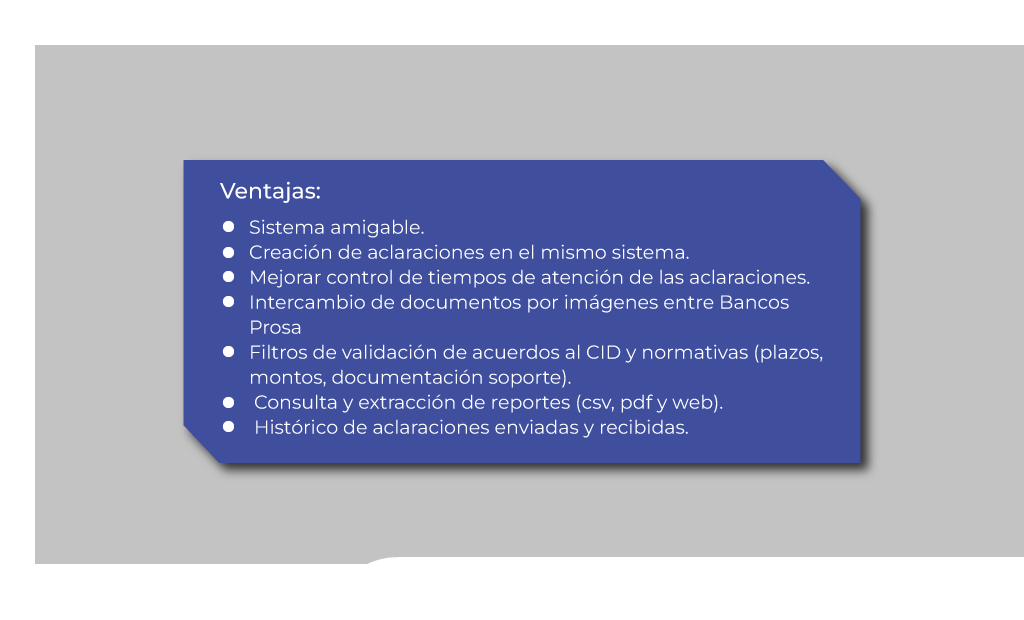 Ventajas:
● Sistema amigable.
● Creación de aclaraciones en el mismo sistema.
● Mejorar control de tiempos de atención de las aclaraciones.
● Intercambio de documentos por imágenes entre Bancos
Prosa
● Filtros de validación de acuerdos al CID y normativas (plazos,
montos, documentación soporte).
● Consulta y extracción de reportes (csv, pdf y web).
● Histórico de aclaraciones enviadas y recibidas.